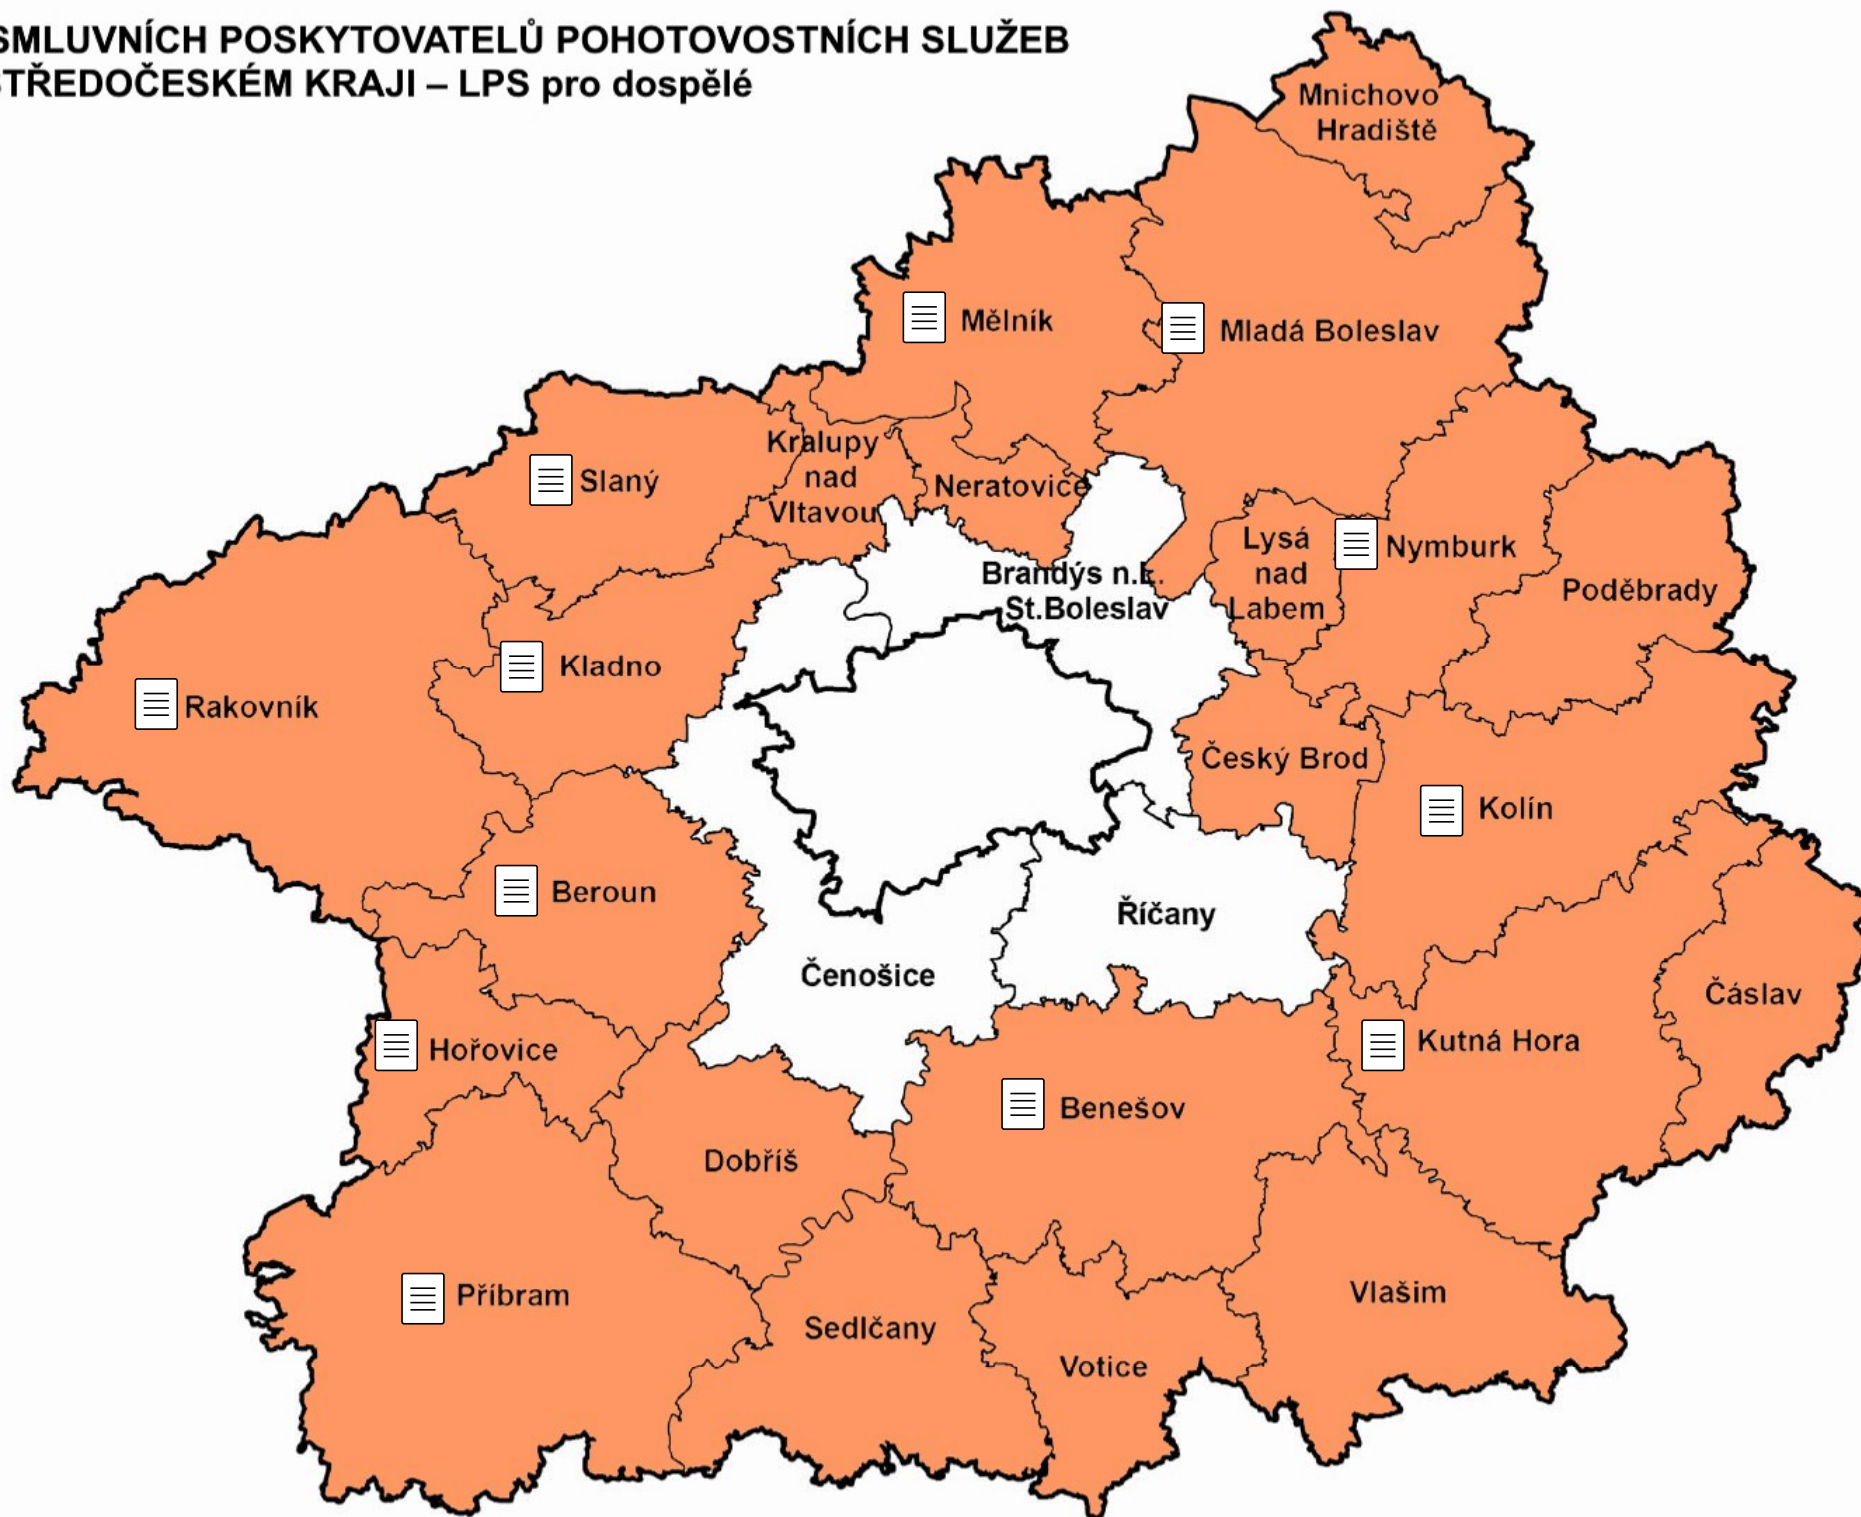 SMLUVNÍCH POSKYTOVATELŮ POHOTOVOSTNÍCH SLUŽEB
STŘEDOČESKÉM KRAJI – LPS pro dospělé
Mnichovo
Hradiště
Mělník
Mladá Boleslav
Kralupy
nad
Vltavou
Slaný
Neratovice
Lysá
nad
Labem
Nymburk
Brandýs n.L.
St.Boleslav
Poděbrady
Kladno
Rakovník
Český Brod
Kolín
Beroun
Říčany
Čenošice
Čáslav
Kutná Hora
Hořovice
Benešov
Dobříš
Příbram
Vlašim
Sedlčany
Votice